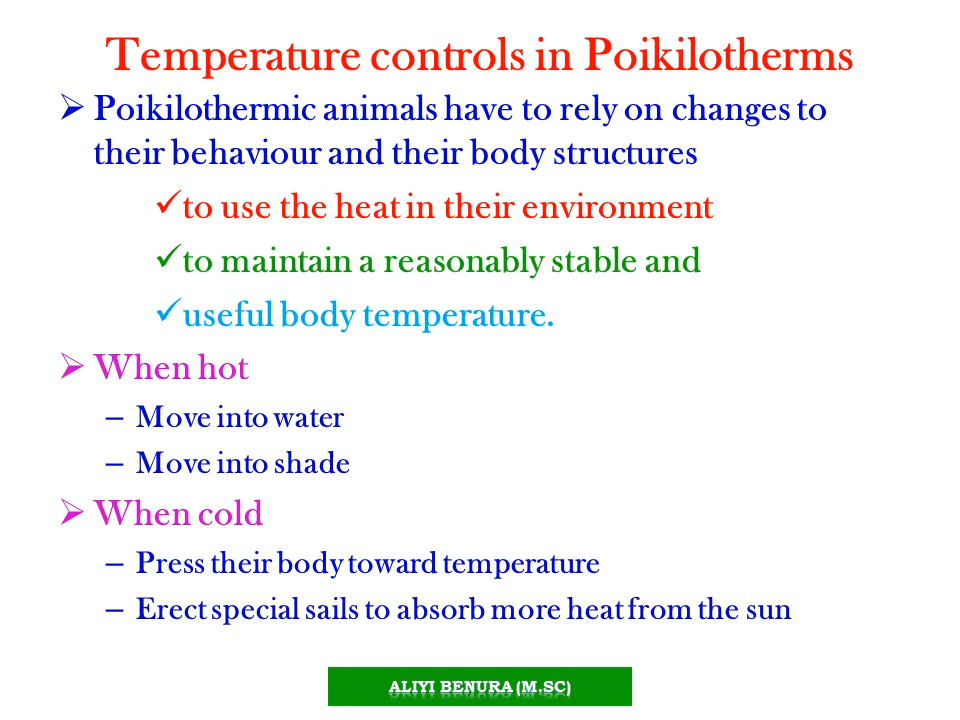 Temperature controls in Poikilotherms
➢ Poikilothermic animals have to rely on changes to
their behaviour and their body structures
✓ to use the heat in their environment
✓ to maintain a reasonably stable and
✓ useful body temperature.
➢ When hot
– Move into water
– Move into shade
➢ When cold
– Press their body toward temperature
– Erect special sails to absorb more heat from the sun
ALIYI BENURA (M.SC)